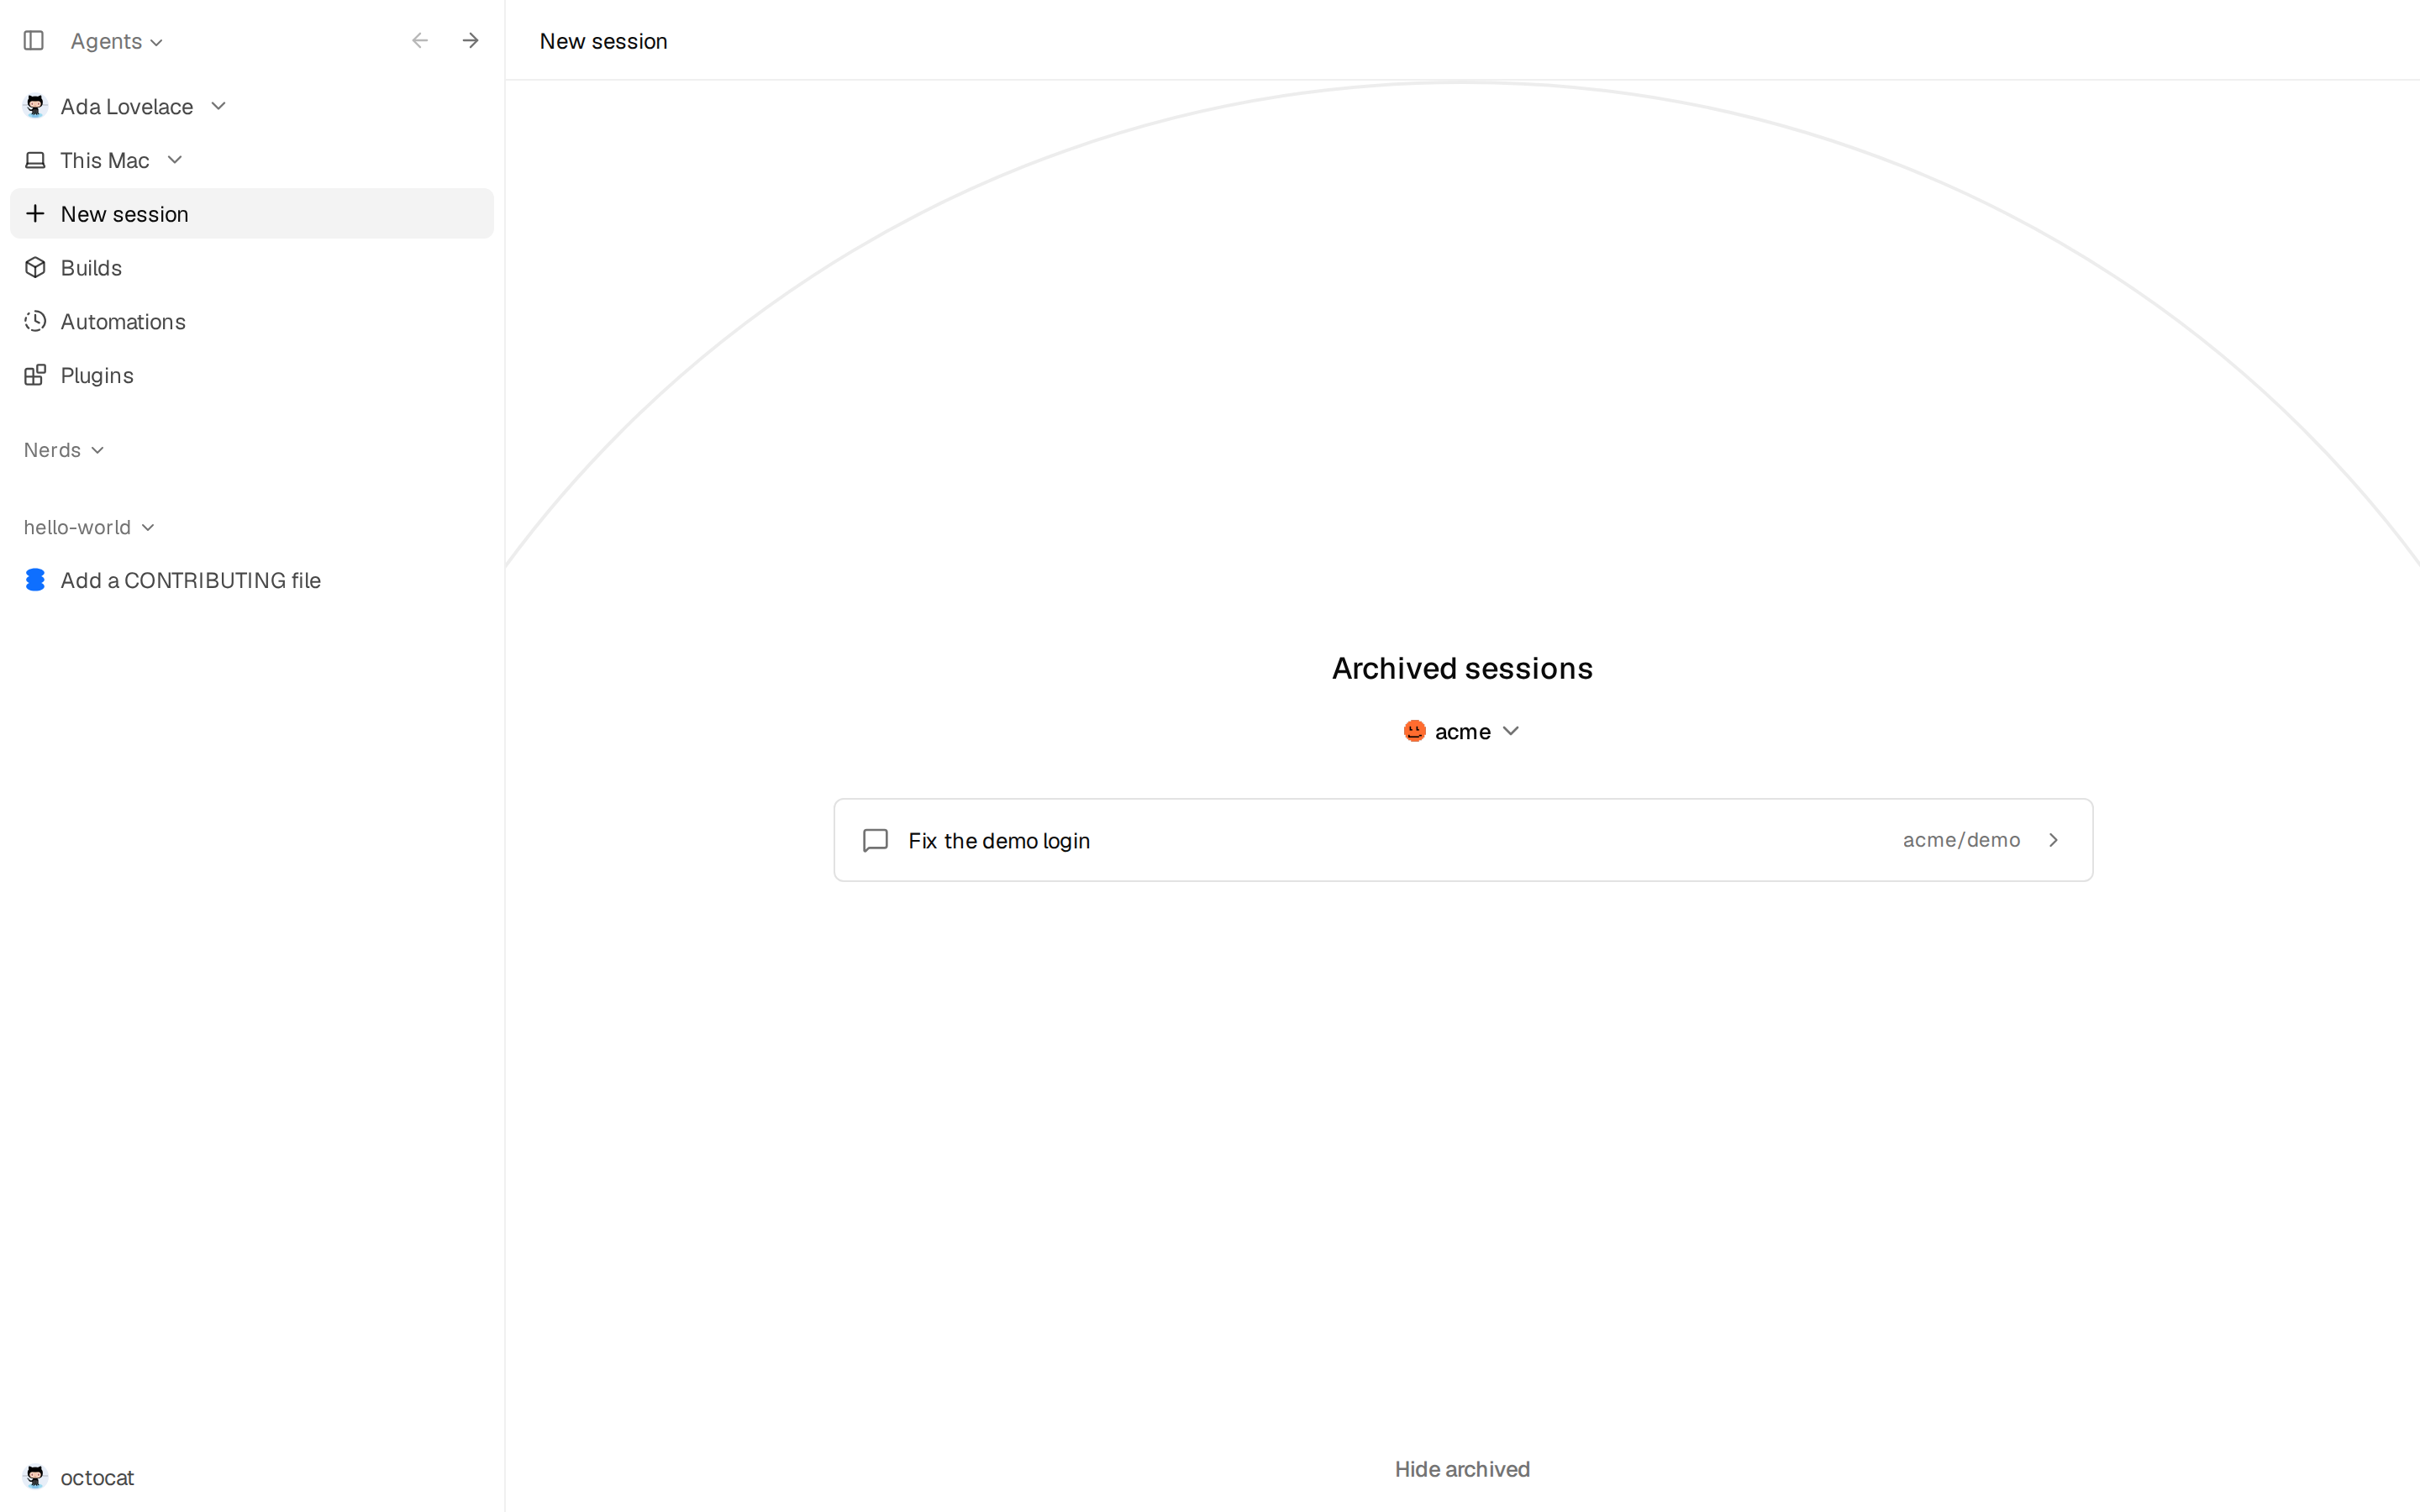 Agents
New session
Ada Lovelace
This Mac
New session
Builds
Automations
Plugins
Nerds
hello-world
Add a CONTRIBUTING file
Archived sessions
acme
Fix the demo login
acme/demo
Hide archived
octocat